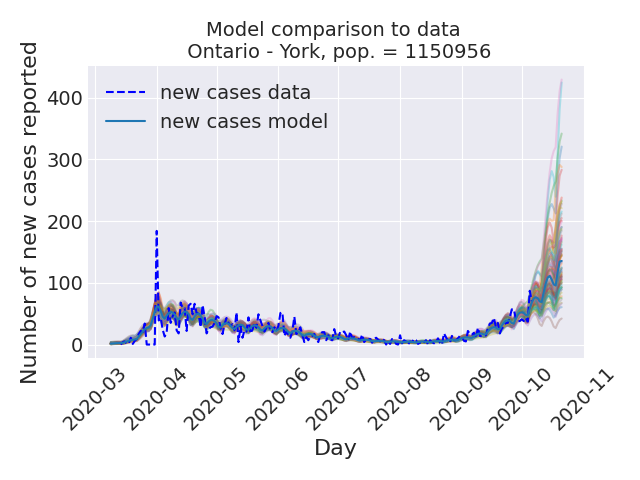 Model comparison to data
Ontario - York, pop. = 1150956
Number of new cases reported
400
300
200
100
0
new cases data
new cases model
2020-03
2020-04
2020-05
2020-06
2020-07
2020-08
2020-09
2020-10
2020-11
Day